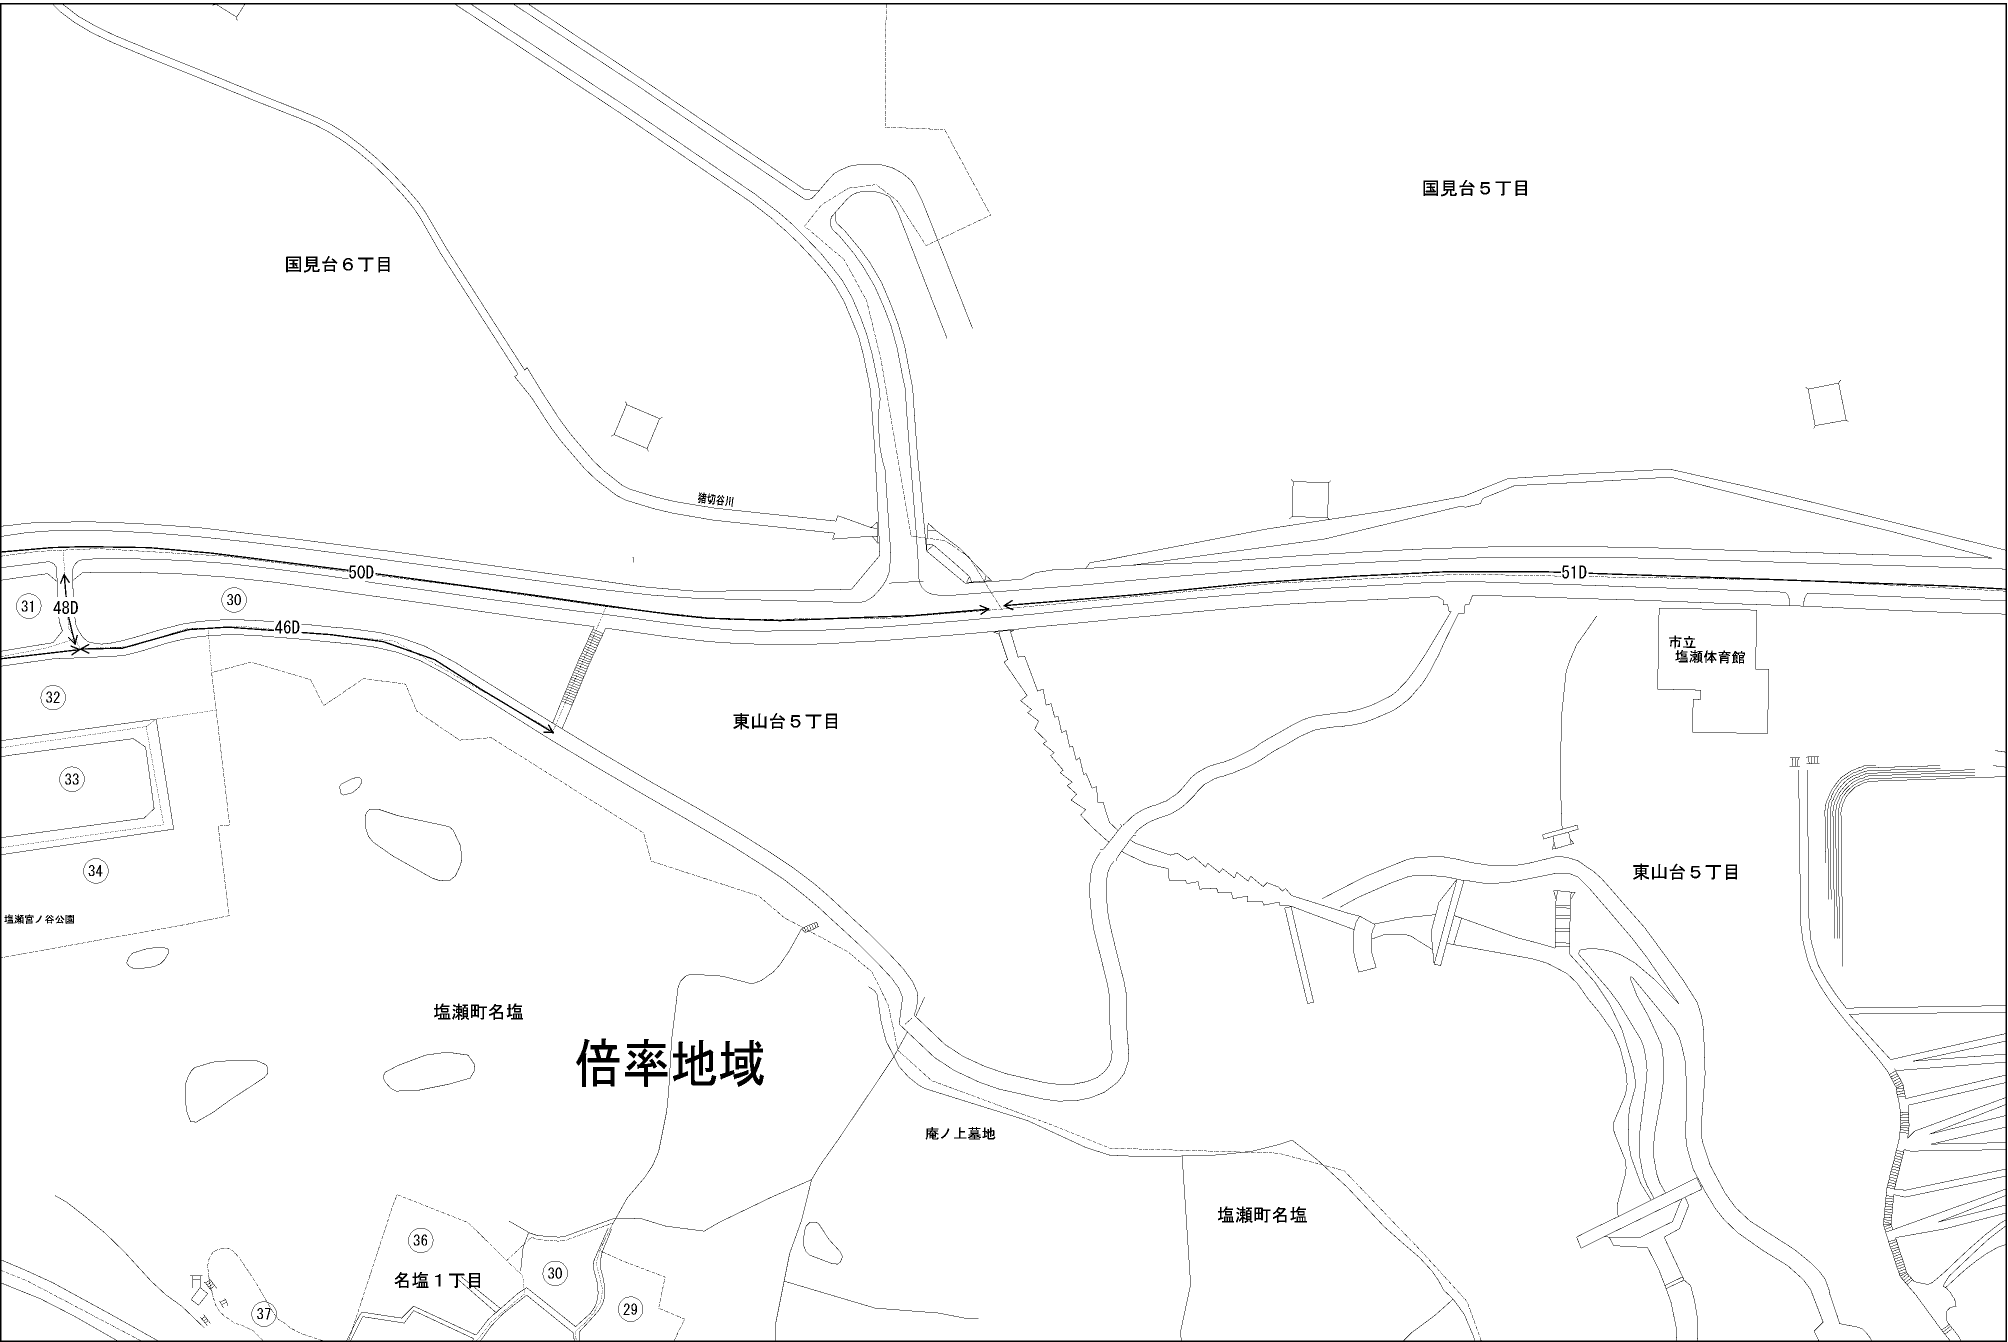 国見台５丁目
国見台６丁目
猪切谷川
50D
51D
31
48D
30
46D
市立
塩瀬体育館
32
東山台５丁目
33
34
東山台５丁目
塩瀬宮ノ谷公園
塩瀬町名塩
倍率地域
庵ノ上墓地
塩瀬町名塩
36
名塩１丁目
30
37
29